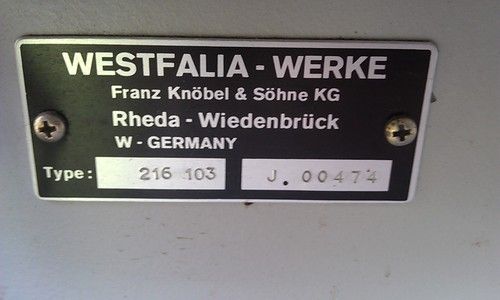 WESTFALIA - WERKE
Franz Knöbel & Söhne KG
Rheda - Wiedenbrück
W - GERMANY
Type: 216 103 J. 00474